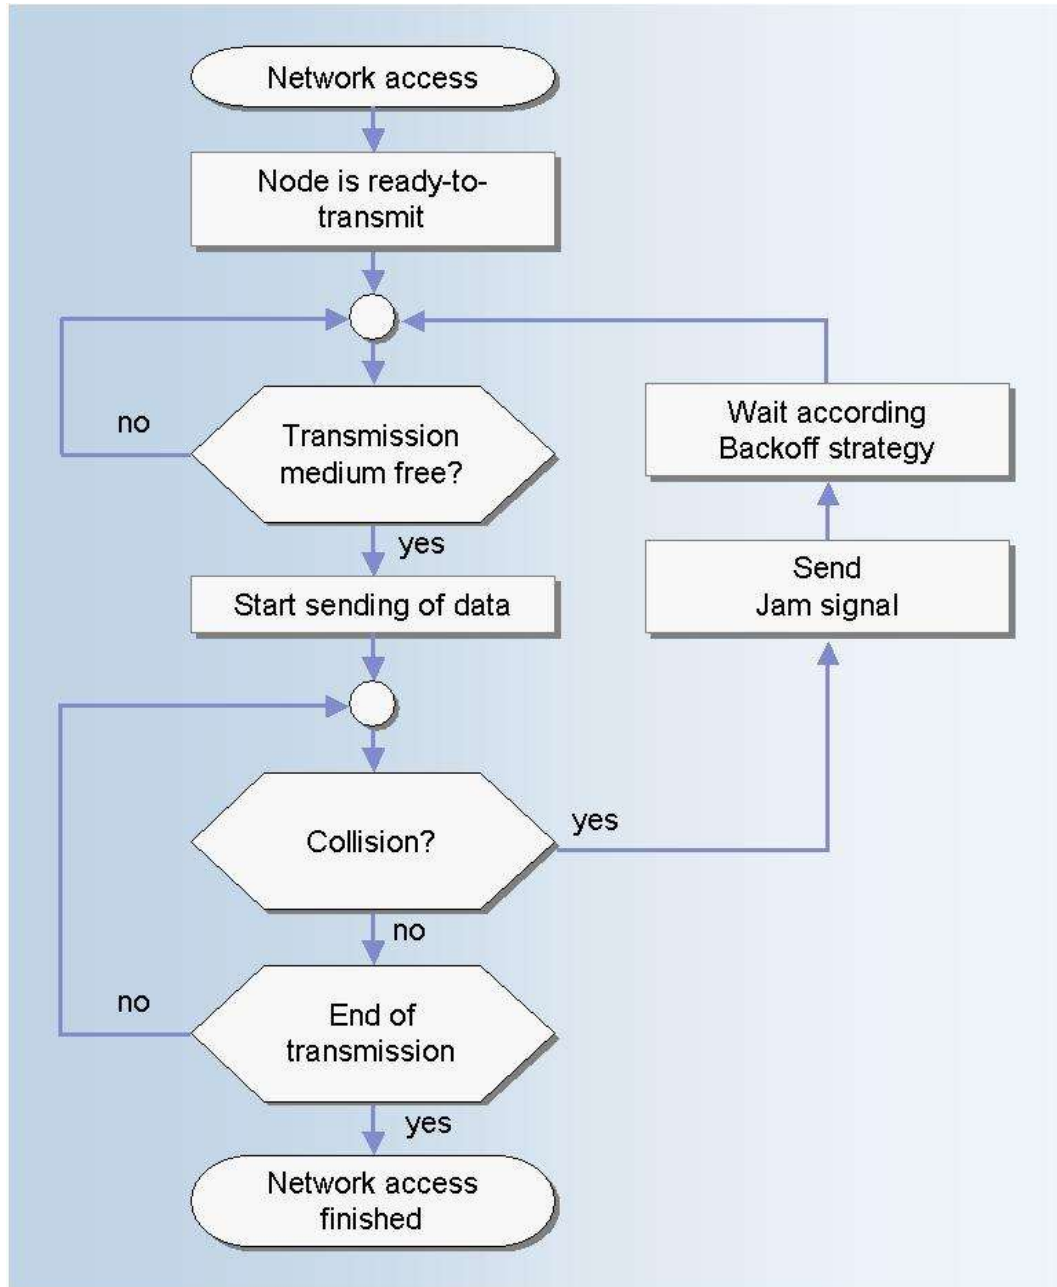 Network access
Node is ready-to-
transmit
no
Transmission
medium free?
yes
Wait according
Backoff strategy
Send
Jam signal
Start sending of data
Collision?
yes
no
no
End of
transmission
yes
Network access
finished